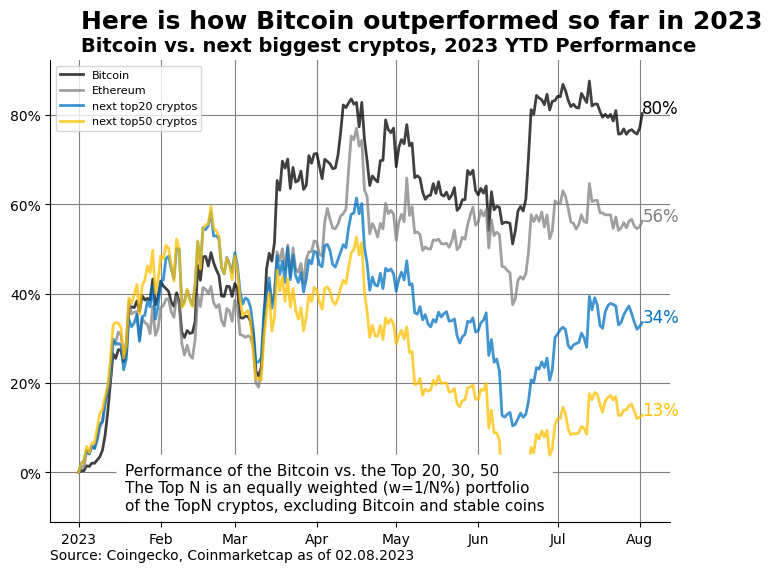 Here is how Bitcoin outperformed so far in 2023
Bitcoin vs. next biggest cryptos, 2023 YTD Performance
Bitcoin
Ethereum
next top20 cryptos
next top50 cryptos
80%
60%
40%
20%
0%
80%
56%
34%
13%
Performance of the Bitcoin vs. the Top 20, 30, 50
The Top N is an equally weighted (w=1/N%) portfolio
of the TopN cryptos, excluding Bitcoin and stable coins
2023 Feb Mar Apr May Jun Jul Aug
Source: Coingecko, Coinmarketcap as of 02.08.2023